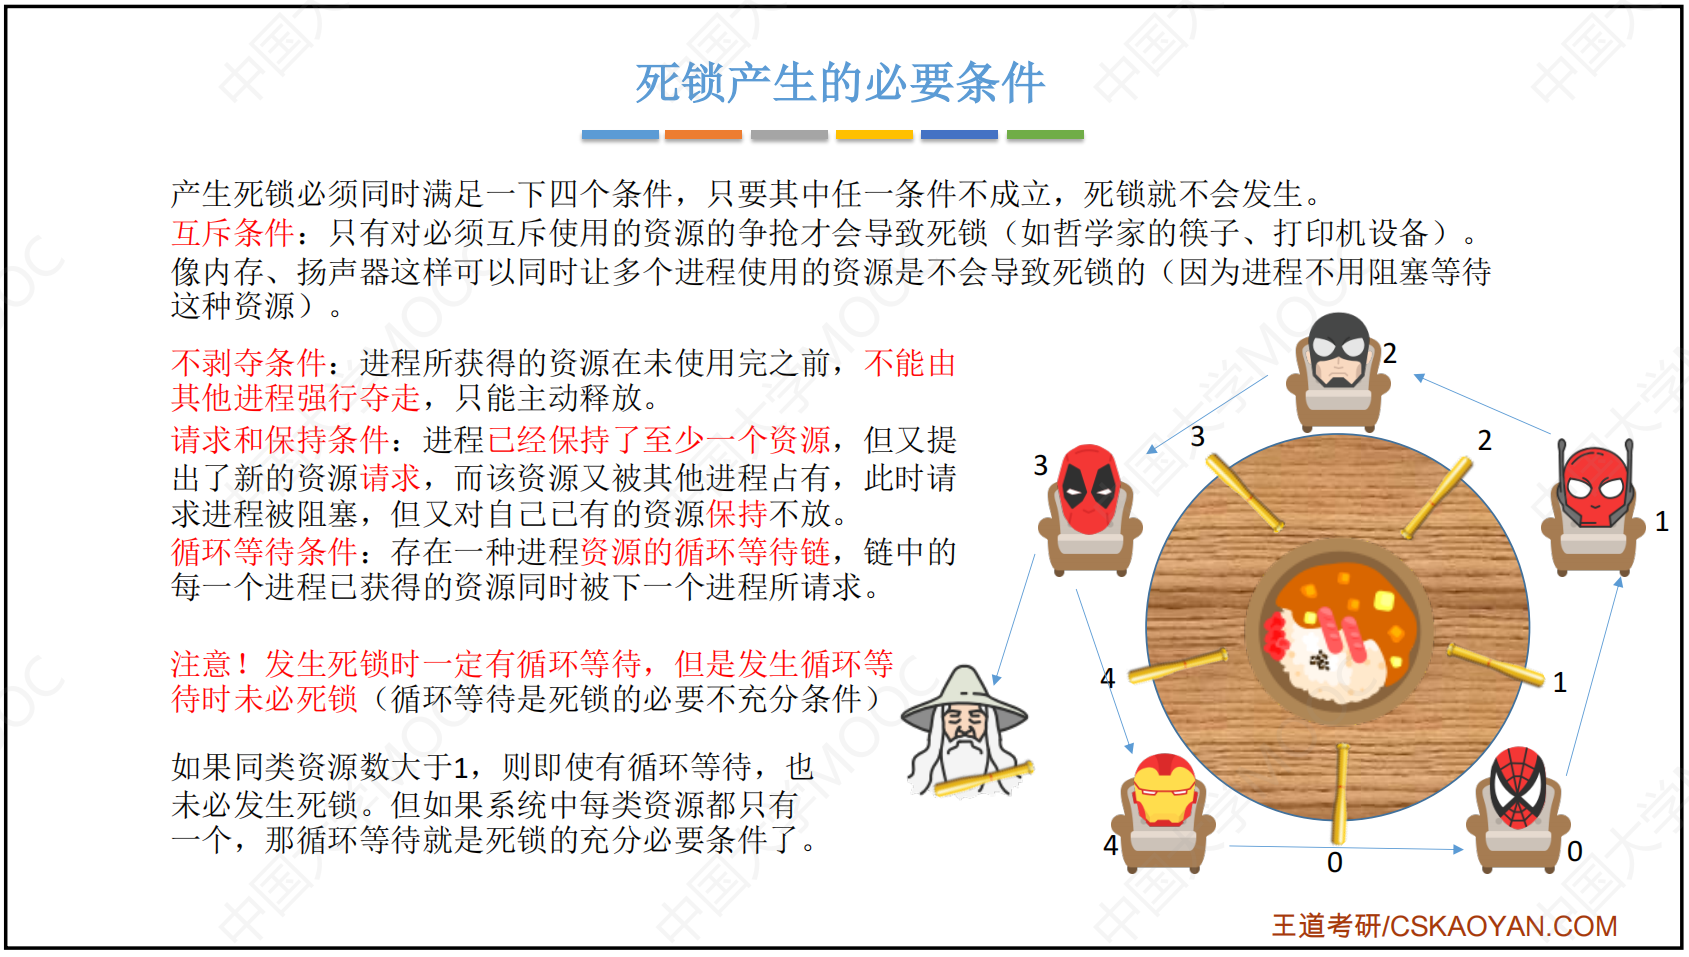 死锁产生的必要条件
产生死锁必须同时满足一下四个条件，只要其中任一条件不成立，死锁就不会发生。
互斥条件：只有对必须互斥使用的资源的争抢才会导致死锁（如哲学家的筷子、打印机设备）。
像内存、扬声器这样可以同时让多个进程使用的资源是不会导致死锁的（因为进程不用阻塞等待
这种资源）。
不剥夺条件：进程所获得的资源在未使用完之前，不能由
其他进程强行夺走，只能主动释放。
请求和保持条件：进程已经保持了至少一个资源，但又提
出了新的资源请求，而该资源又被其他进程占有，此时请
求进程被阻塞，但又对自己已有的资源保持不放。
循环等待条件：存在一种进程资源的循环等待链，链中的
每一个进程已获得的资源同时被下一个进程所请求。
注意！发生死锁时一定有循环等待，但是发生循环等
待时未必死锁（循环等待是死锁的必要不充分条件）
如果同类资源数大于1，则即使有循环等待，也
未必发生死锁。但如果系统中每类资源都只有
一个，那循环等待就是死锁的充分必要条件了。
2
3
2
3
1
4
1
4
0
0
王道考研/CSKAOYAN.COM
中国大学MOC